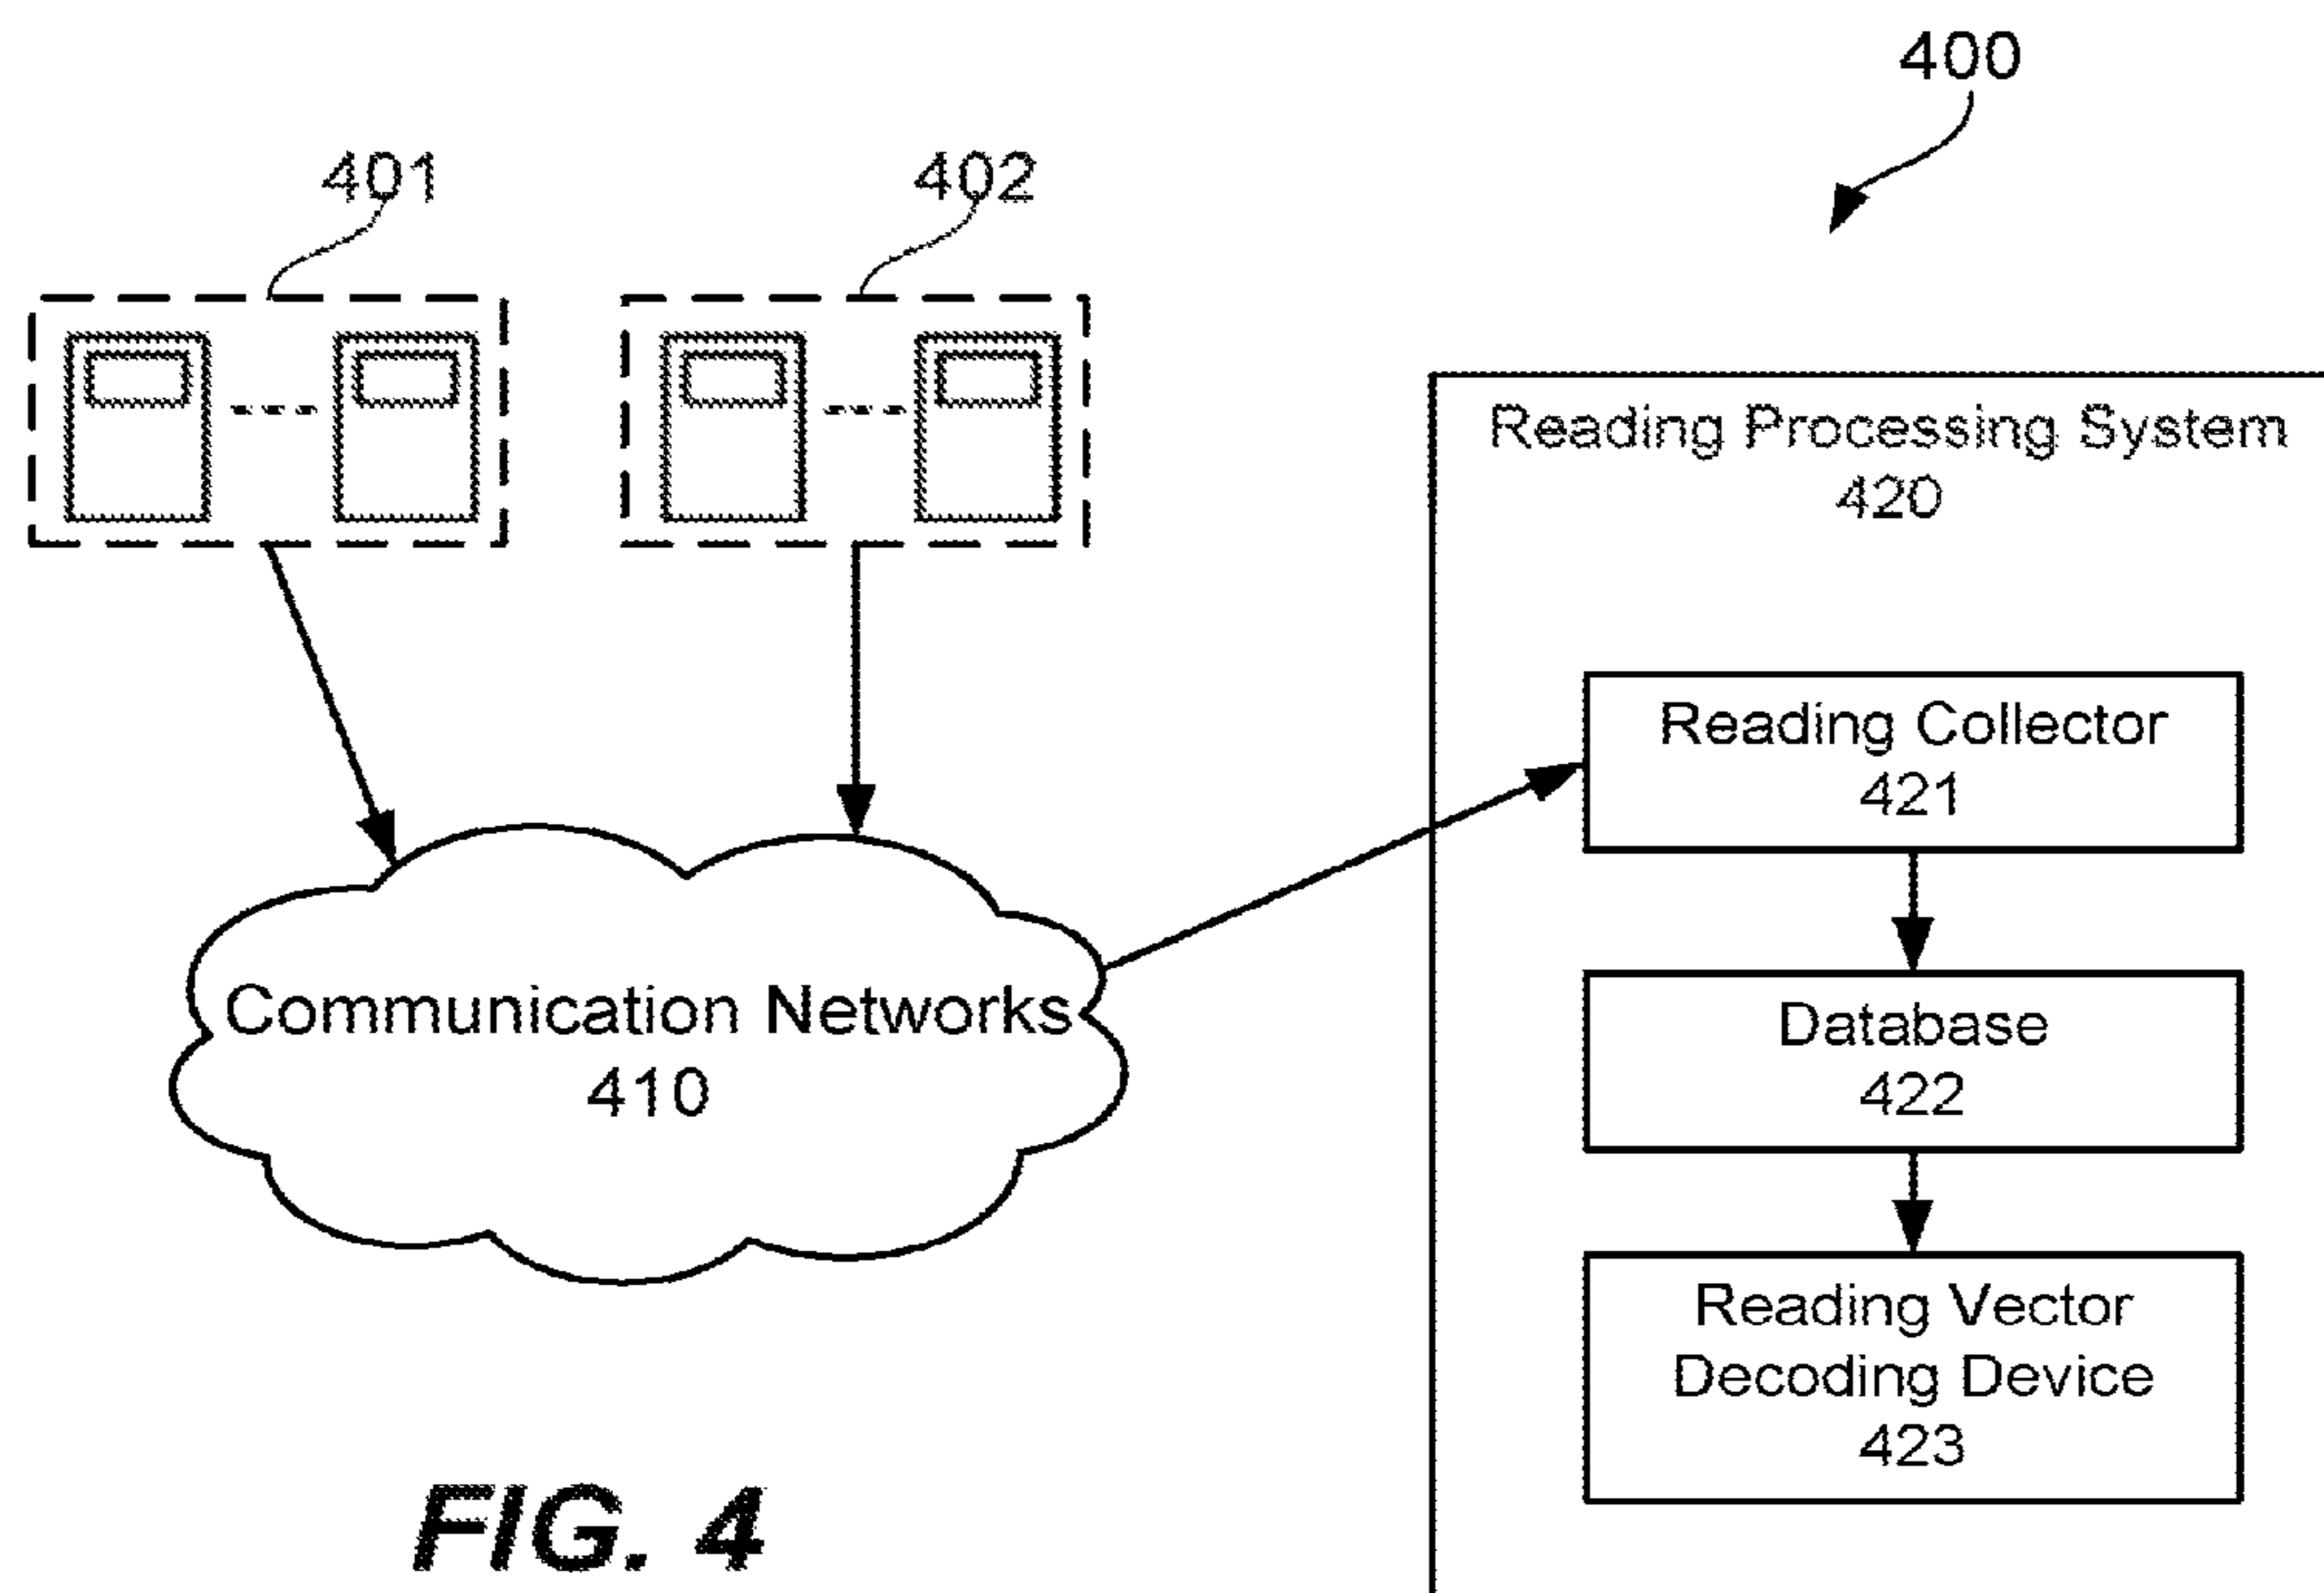 400
401
402
Reading Processing System
420
Reading Collector
421
Communication Networks
410
Database
422
Reading Vector
Decoding Device
423
FIG. 4